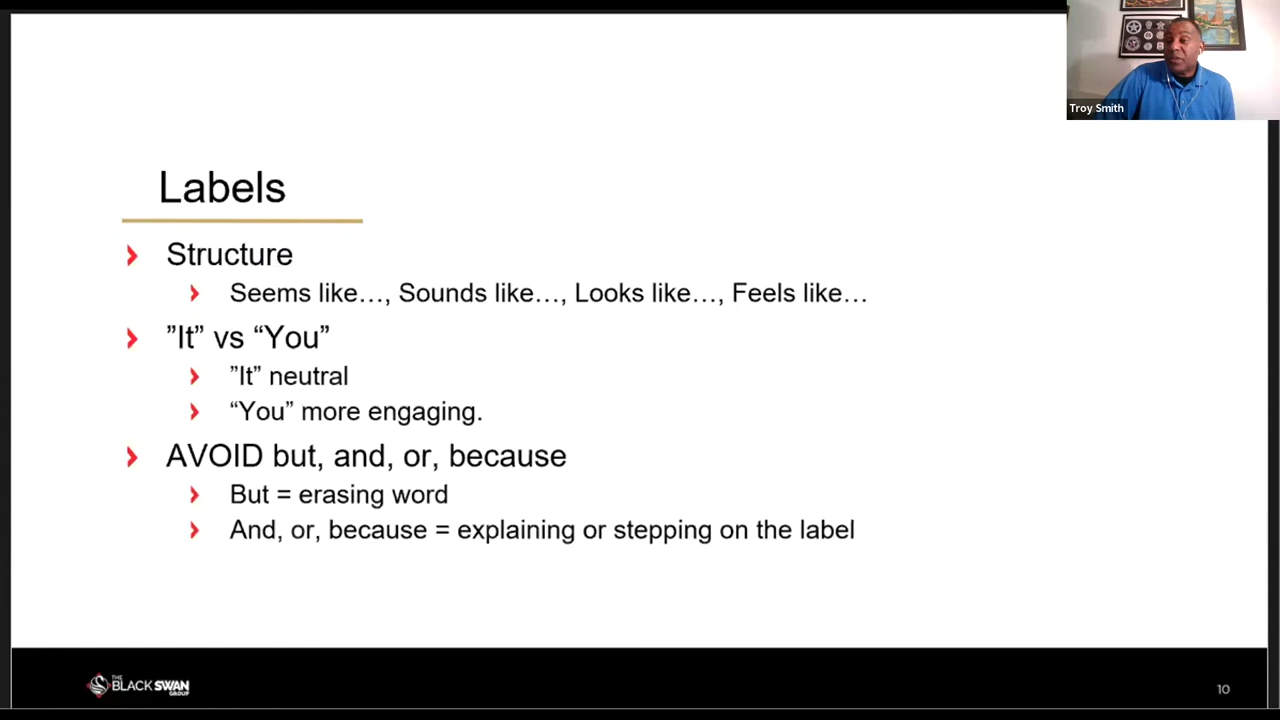 Troy Smith
Labels
Structure
Seems like…, Sounds like…, Looks like…, Feels like…
”It” vs “You”
”It” neutral
“You” more engaging.
AVOID but, and, or, because
But = erasing word
And, or, because = explaining or stepping on the label
THE
BLACK SWAN
GROUP
10